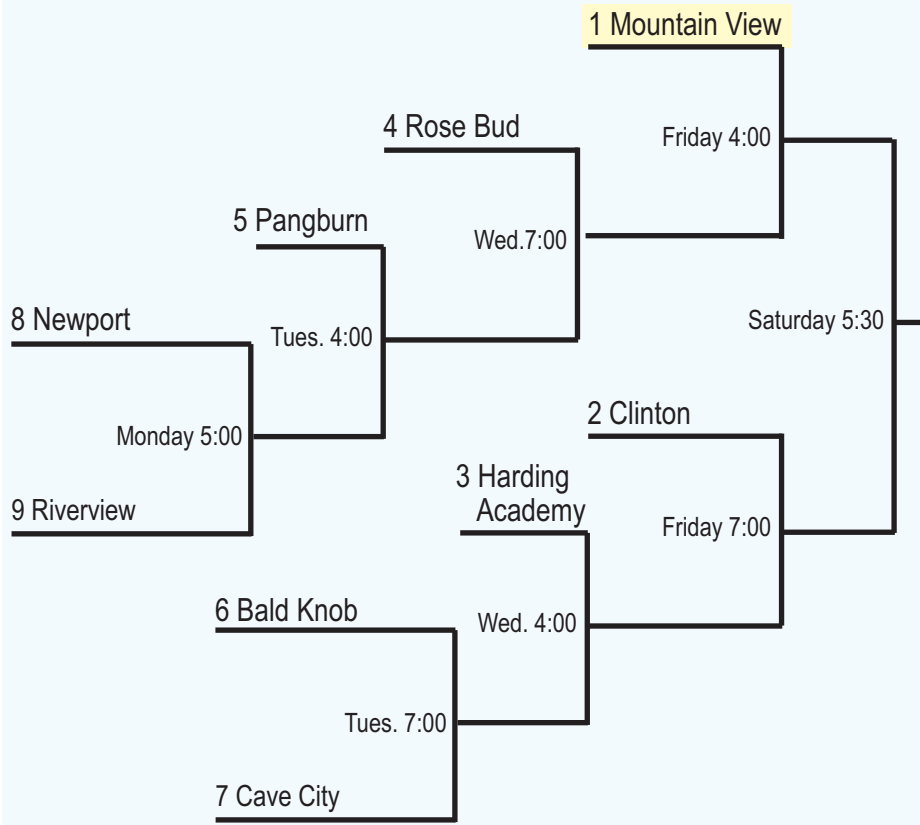 1 Mountain View
4 Rose Bud
Friday 4:00
5 Pangburn
Wed.7:00
8 Newport
Tues. 4:00
Saturday 5:30
Monday 5:00
2 Clinton
3 Harding
Academy
9 Riverview
Friday 7:00
6 Bald Knob
Wed. 4:00
Tues. 7:00
7 Cave City